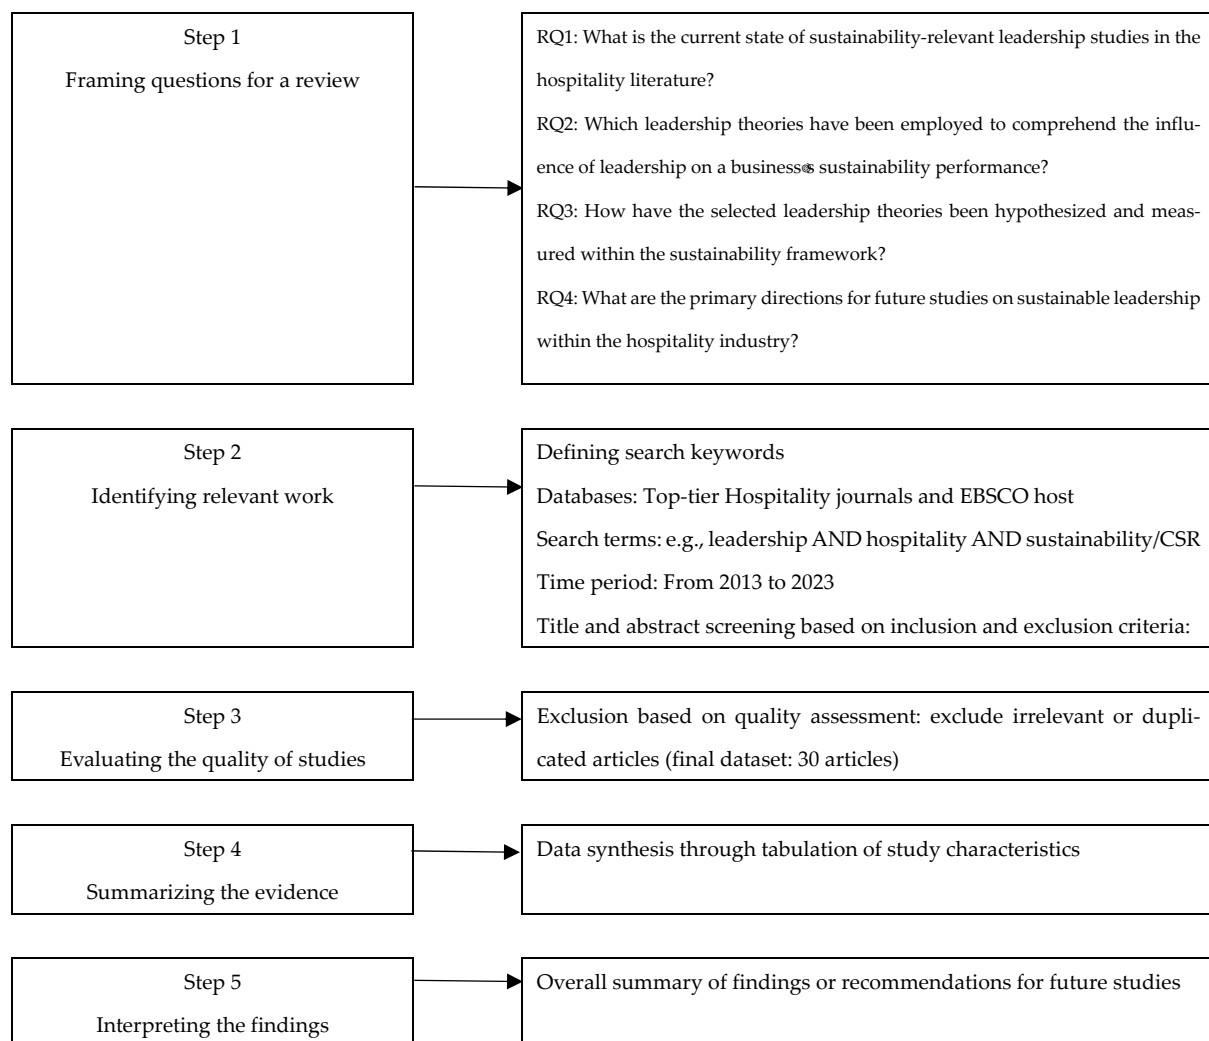 Step 1
Framing questions for a review
RQ1: What is the current state of sustainability-relevant leadership studies in the
hospitality literature?
RQ2: Which leadership theories have been employed to comprehend the influ-
ence of leadership on a business sustainability performance?
RQ3: How have the selected leadership theories been hypothesized and meas-
ured within the sustainability framework?
RQ4: What are the primary directions for future studies on sustainable leadership
within the hospitality industry?
Step 2
Identifying relevant work
Defining search keywords
Databases: Top-tier Hospitality journals and EBSCO host
Search terms: e.g., leadership AND hospitality AND sustainability/CSR
Time period: From 2013 to 2023
Title and abstract screening based on inclusion and exclusion criteria:
Step 3
Evaluating the quality of studies
Exclusion based on quality assessment: exclude irrelevant or dupli-
cated articles (final dataset: 30 articles)
Step 4
Summarizing the evidence
Data synthesis through tabulation of study characteristics
Step 5
Interpreting the findings
Overall summary of findings or recommendations for future studies